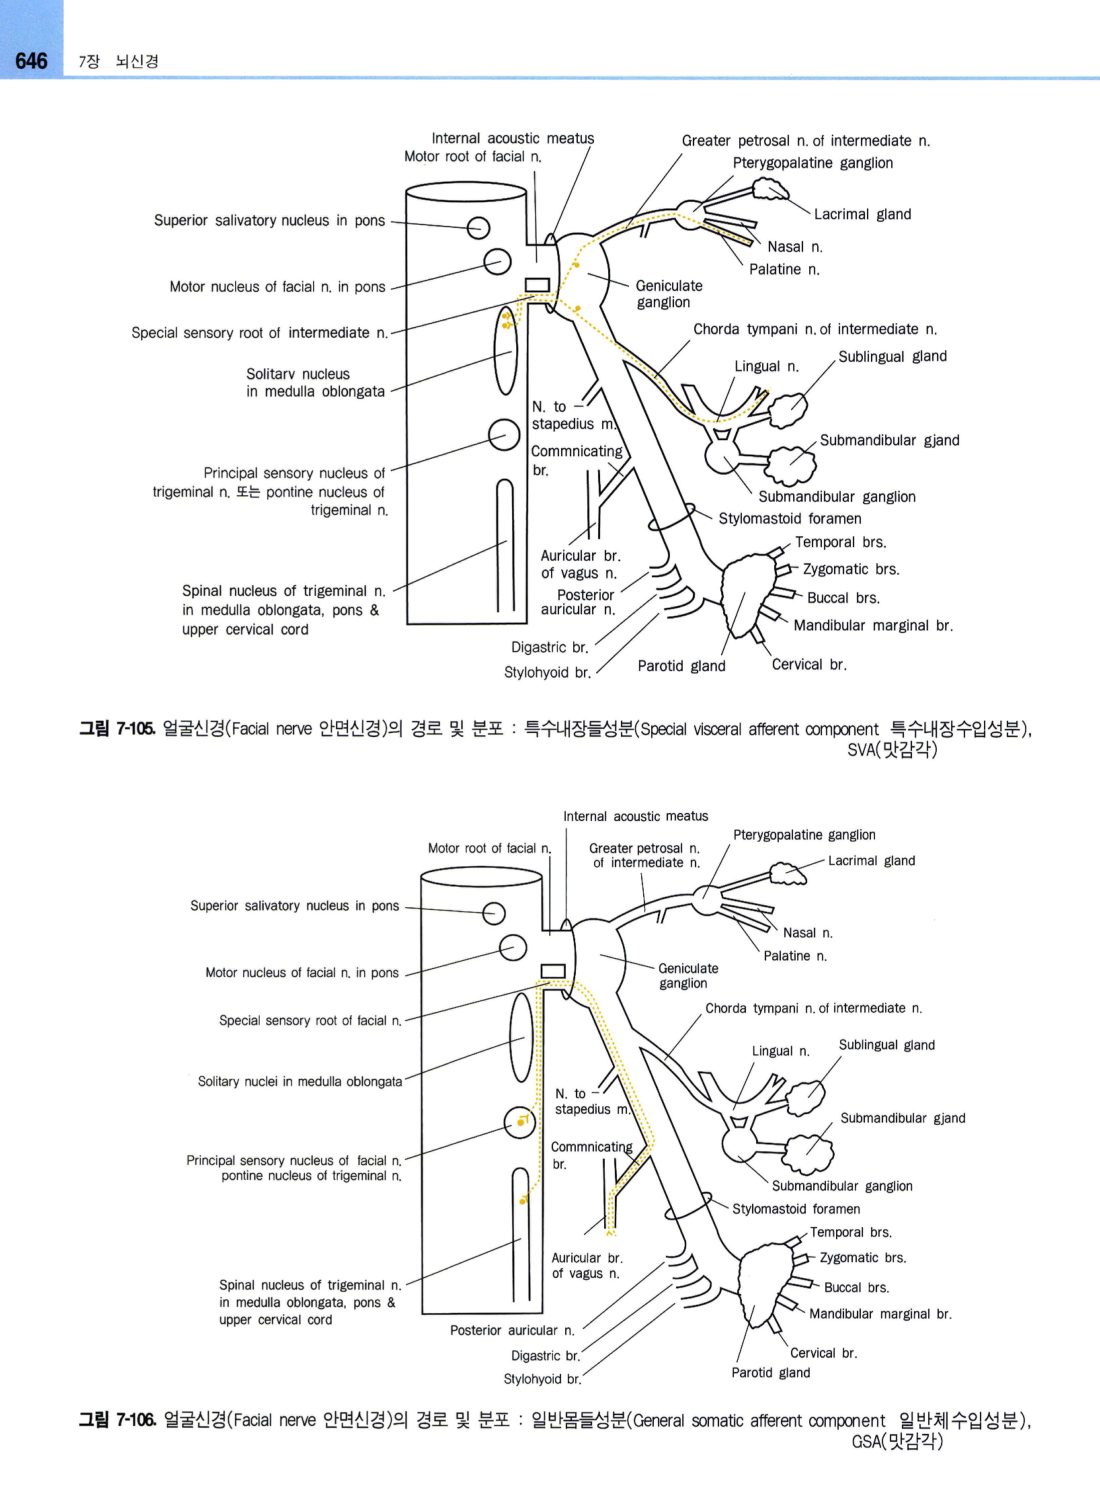 646 7장 뇌신경
Internal acoustic meatus
Motor root of facial n.
Greater petrosal n. of intermediate n.
Pterygopalatine ganglion
Superior salivatory nucleus in pons
Lacrimal gland
Nasal n.
Palatine n.
Motor nucleus of facial n. in pons
Geniculate
ganglion
Special sensory root of intermediate n.
Chorda tympani n. of intermediate n.
Lingual n.
Sublingual gland
Solitarv nucleus
in medulla oblongata
N. to
stapedius m.
Submandibular gjand
Commnicating
br.
Principal sensory nucleus of
trigeminal n. 또는 pontine nucleus of
trigeminal n.
Submandibular ganglion
Stylomastoid foramen
Temporal brs.
Auricular br.
of vagus n.
Zygomatic brs.
Spinal nucleus of trigeminal n.
in medulla oblongata, pons &
upper cervical cord
Posterior
auricular n.
Buccal brs.
Mandibular marginal br.
Digastric br.
Stylohyoid br.
Parotid gland
Cervical br.
그림 7-105. 얼굴신경(Facial nerve 안면신경)의 경로 및 분포 : 특수내장들성분(Special visceral afferent component 특수내장수입성분),
SVA(맛감각)
Internal acoustic meatus
Motor root of facial n.
Greater petrosal n.
of intermediate n.
Pterygopalatine ganglion
Lacrimal gland
Superior salivatory nucleus in pons
Nasal n.
Palatine n.
Motor nucleus of facial n. in pons
Geniculate
ganglion
Special sensory root of facial n.
Chorda tympani n. of intermediate n.
Lingual n.
Sublingual gland
Solitary nuclei in medulla oblongata
N. to
stapedius m.
Submandibular gjand
Commnicating
br.
Principal sensory nucleus of facial n.
pontine nucleus of trigeminal n.
Submandibular ganglion
Stylomastoid foramen
Temporal brs.
Auricular br.
of vagus n.
Zygomatic brs.
Spinal nucleus of trigeminal n.
in medulla oblongata, pons &
upper cervical cord
Buccal brs.
Mandibular marginal br.
Posterior auricular n.
Digastric br.
Stylohyoid br.
Cervical br.
Parotid gland
그림 7-106. 얼굴신경(Facial nerve 안면신경)의 경로 및 분포 : 일반몸들성분(General somatic afferent component 일반체수입성분),
GSA(맛감각)